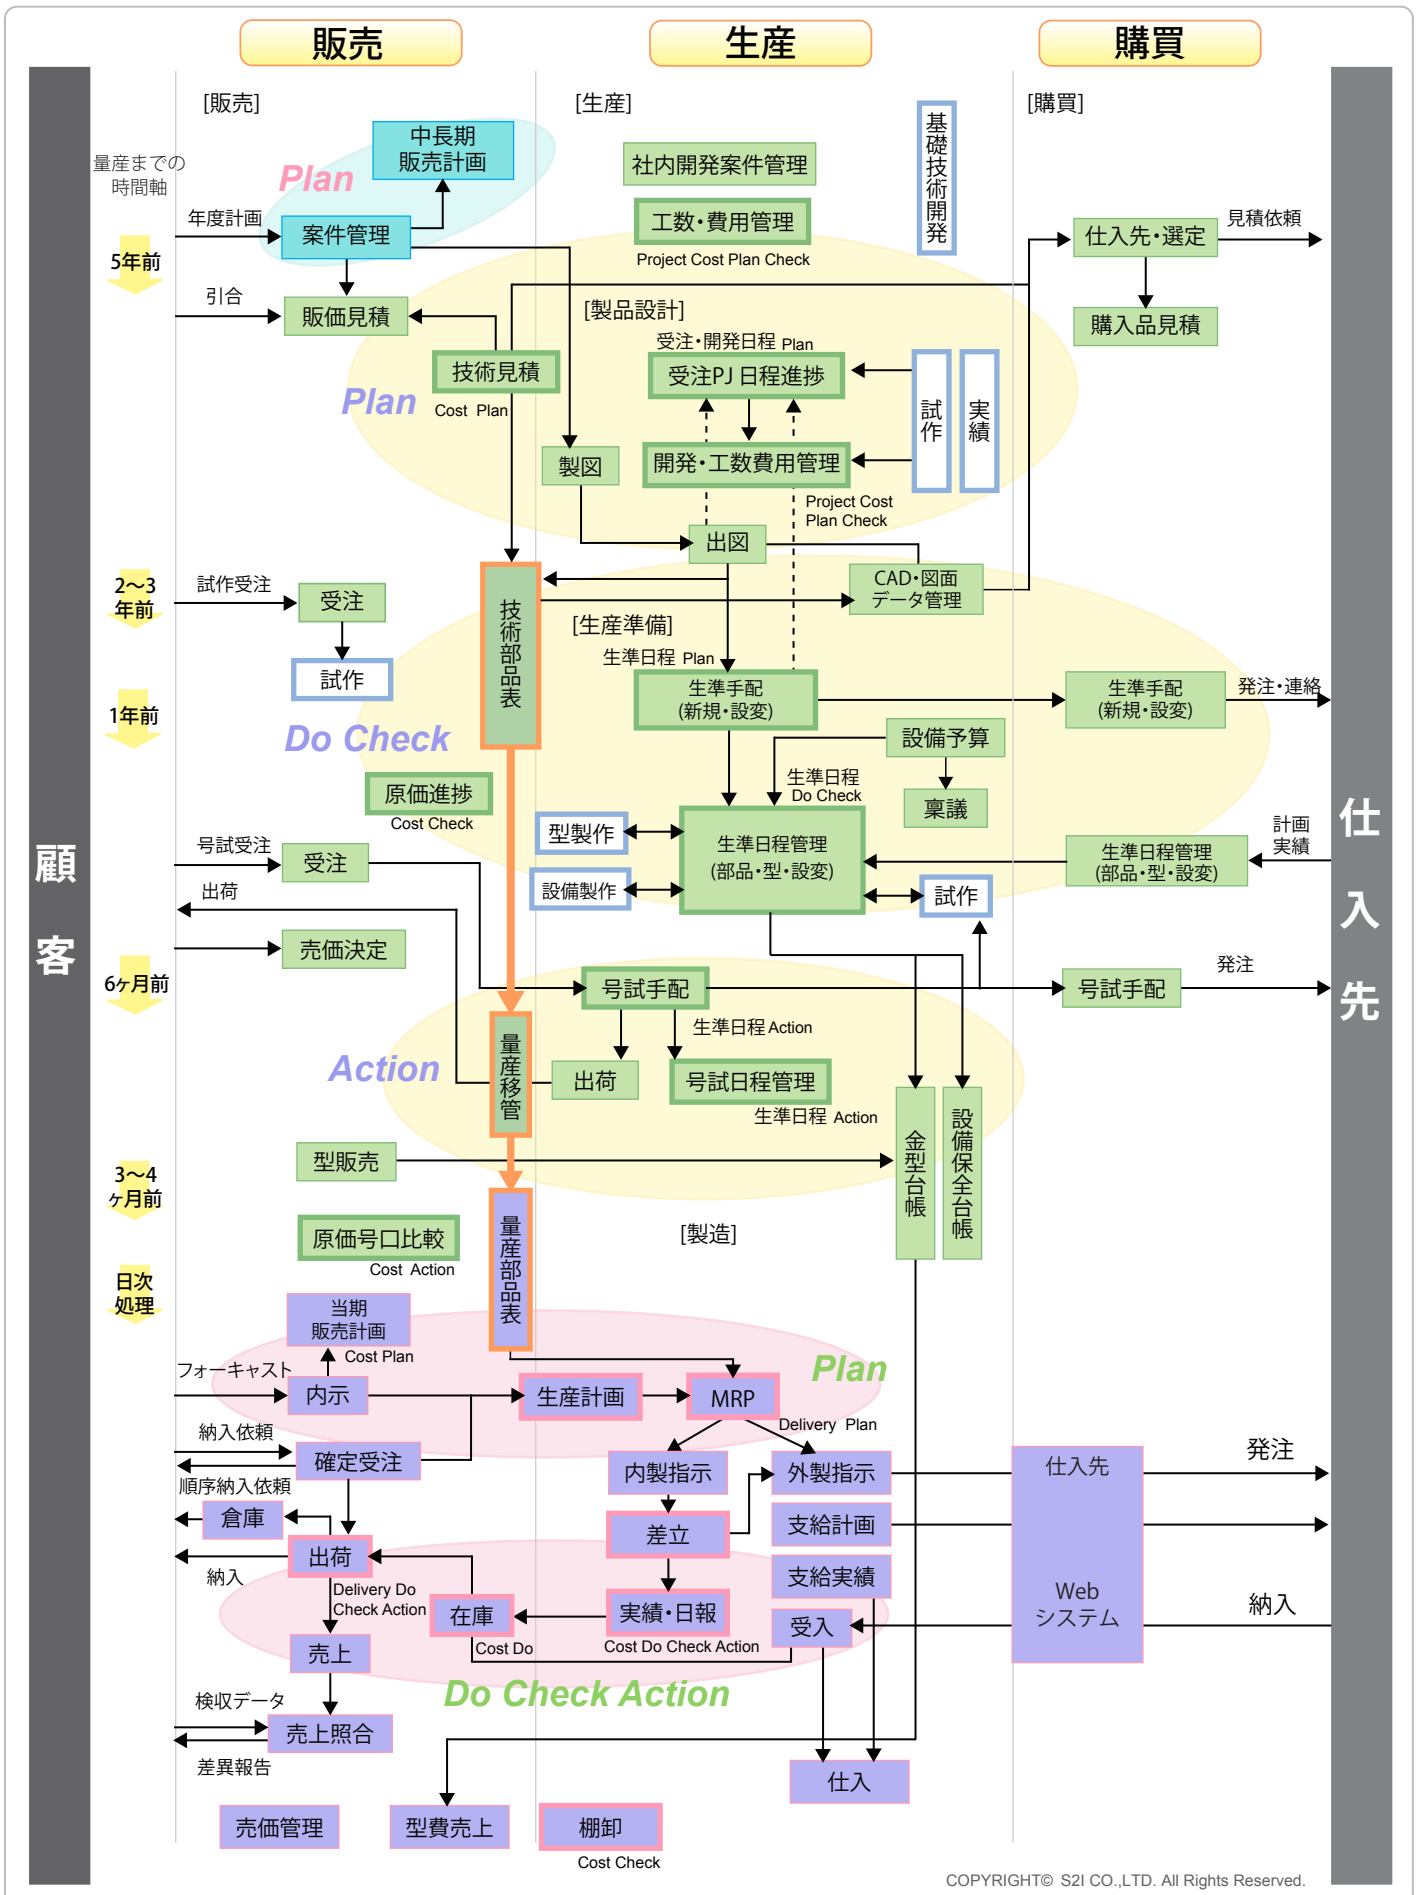 販売
生産
購買
[販売]
[生産]
[購買]
量産までの
時間軸
中長期
販売計画
Plan
社内開発案件管理
基礎技術開発
年度計画
案件管理
工数・費用管理
Project Cost Plan Check
仕入先・選定
見積依頼
5年前
引合
販価見積
[製品設計]
購入品見積
受注・開発日程 Plan
技術見積
受注PJ 日程進捗
Cost Plan
Plan
試作
実績
製図
開発・工数費用管理
Project Cost
Plan Check
出図
2～3
年前
試作受注
受注
CAD・図面
データ管理
技術部品表
[生産準備]
生準日程 Plan
試作
生準手配
(新規・設変)
生準手配
(新規・設変)
発注・連絡
1年前
Do Check
設備予算
生準日程
Do Check
原価進捗
Cost Check
稟議
型製作
生準日程管理
(部品・型・設変)
計画
実績
生準日程管理
(部品・型・設変)
号試受注
受注
設備製作
試作
出荷
顧客
仕入先
売価決定
6ヶ月前
号試手配
号試手配
発注
生準日程 Action
量産移管
Action
出荷
号試日程管理
生準日程 Action
金型台帳
設備保全台帳
型販売
3～4
ヶ月前
原価号口比較
Cost Action
量産部品表
[製造]
日次
処理
当期
販売計画
Cost Plan
Plan
フォーキャスト
内示
生産計画
MRP
Delivery Plan
納入依頼
確定受注
内製指示
外製指示
仕入先
発注
順序納入依頼
倉庫
差立
支給計画
出荷
納入
支給実績
Delivery Do
Check Action
在庫
実績・日報
受入
Web
システム
納入
Cost Do
Cost Do Check Action
売上
Do Check Action
検収データ
売上照合
差異報告
仕入
売価管理
型費売上
棚卸
Cost Check
COPYRIGHT© S2I CO.,LTD. All Rights Reserved.